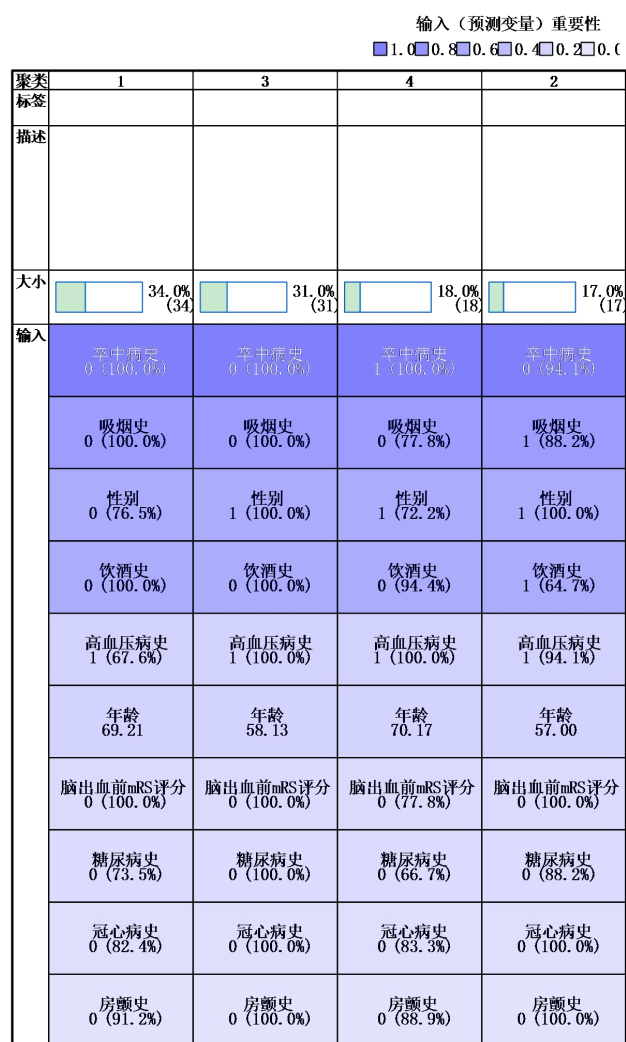 输入（预测变量）重要性
1.0 0.8 0.6 0.4 0.2 0.0
聚类 1 3 4 2
标签
描述
大小 34.0% 31.0% 18.0% 17.0%
(34) (31) (18) (17)
输入
卒中病史 卒中病史 卒中病史 卒中病史
0 (100.0%) 0 (100.0%) 1 (100.0%) 0 (94.1%)
吸烟史 吸烟史 吸烟史 吸烟史
0 (100.0%) 0 (100.0%) 0 (77.8%) 1 (88.2%)
性别 性别 性别 性别
0 (76.5%) 1 (100.0%) 1 (72.2%) 1 (100.0%)
饮酒史 饮酒史 饮酒史 饮酒史
0 (100.0%) 0 (100.0%) 0 (94.4%) 1 (64.7%)
高血压病史 高血压病史 高血压病史 高血压病史
1 (67.6%) 1 (100.0%) 1 (100.0%) 1 (94.1%)
年龄 年龄 年龄 年龄
69.21 58.13 70.17 57.00
脑出血前mRS评分 脑出血前mRS评分 脑出血前mRS评分 脑出血前mRS评分
0 (100.0%) 0 (100.0%) 0 (77.8%) 0 (100.0%)
糖尿病史 糖尿病史 糖尿病史 糖尿病史
0 (73.5%) 0 (100.0%) 0 (66.7%) 0 (88.2%)
冠心病史 冠心病史 冠心病史 冠心病史
0 (82.4%) 0 (100.0%) 0 (83.3%) 0 (100.0%)
房颤史 房颤史 房颤史 房颤史
0 (91.2%) 0 (100.0%) 0 (88.9%) 0 (100.0%)